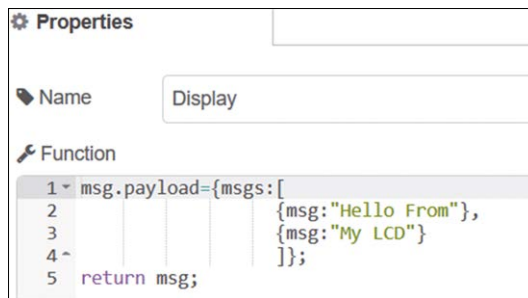 Properties
Name
Display
Function
1 msg.payload={msgs:[
2 {msg:"Hello From"},
3 {msg:"My LCD"}
4 ]};
5 return msg;